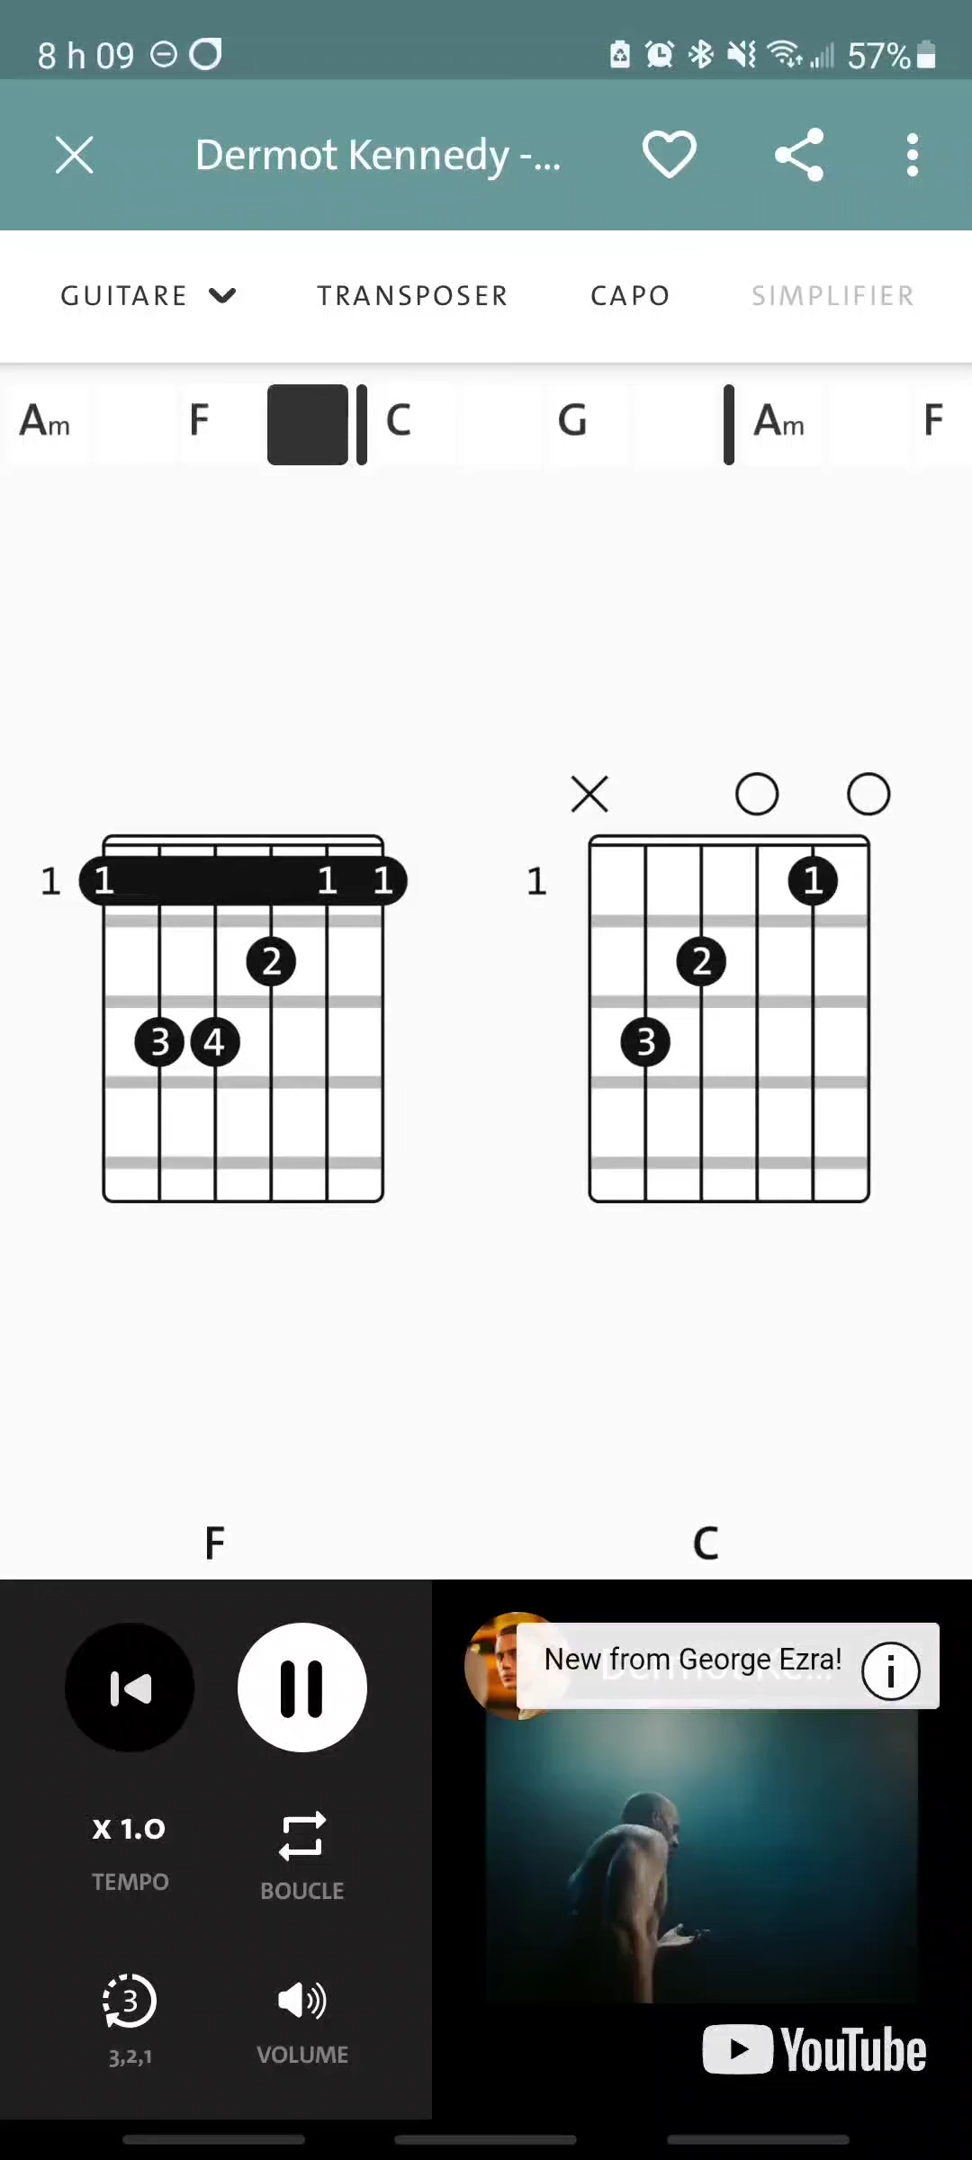 8 h 09 57%
Dermot Kennedy -...
GUITARE TRANSPOSER CAPO SIMPLIFIER
Am F C G Am F
1 1 1 1 1 1
2 2
3 4 3
F C
New from George Ezra!
x 1.0
TEMPO BOUCLE
3
3,2,1 VOLUME
YouTube